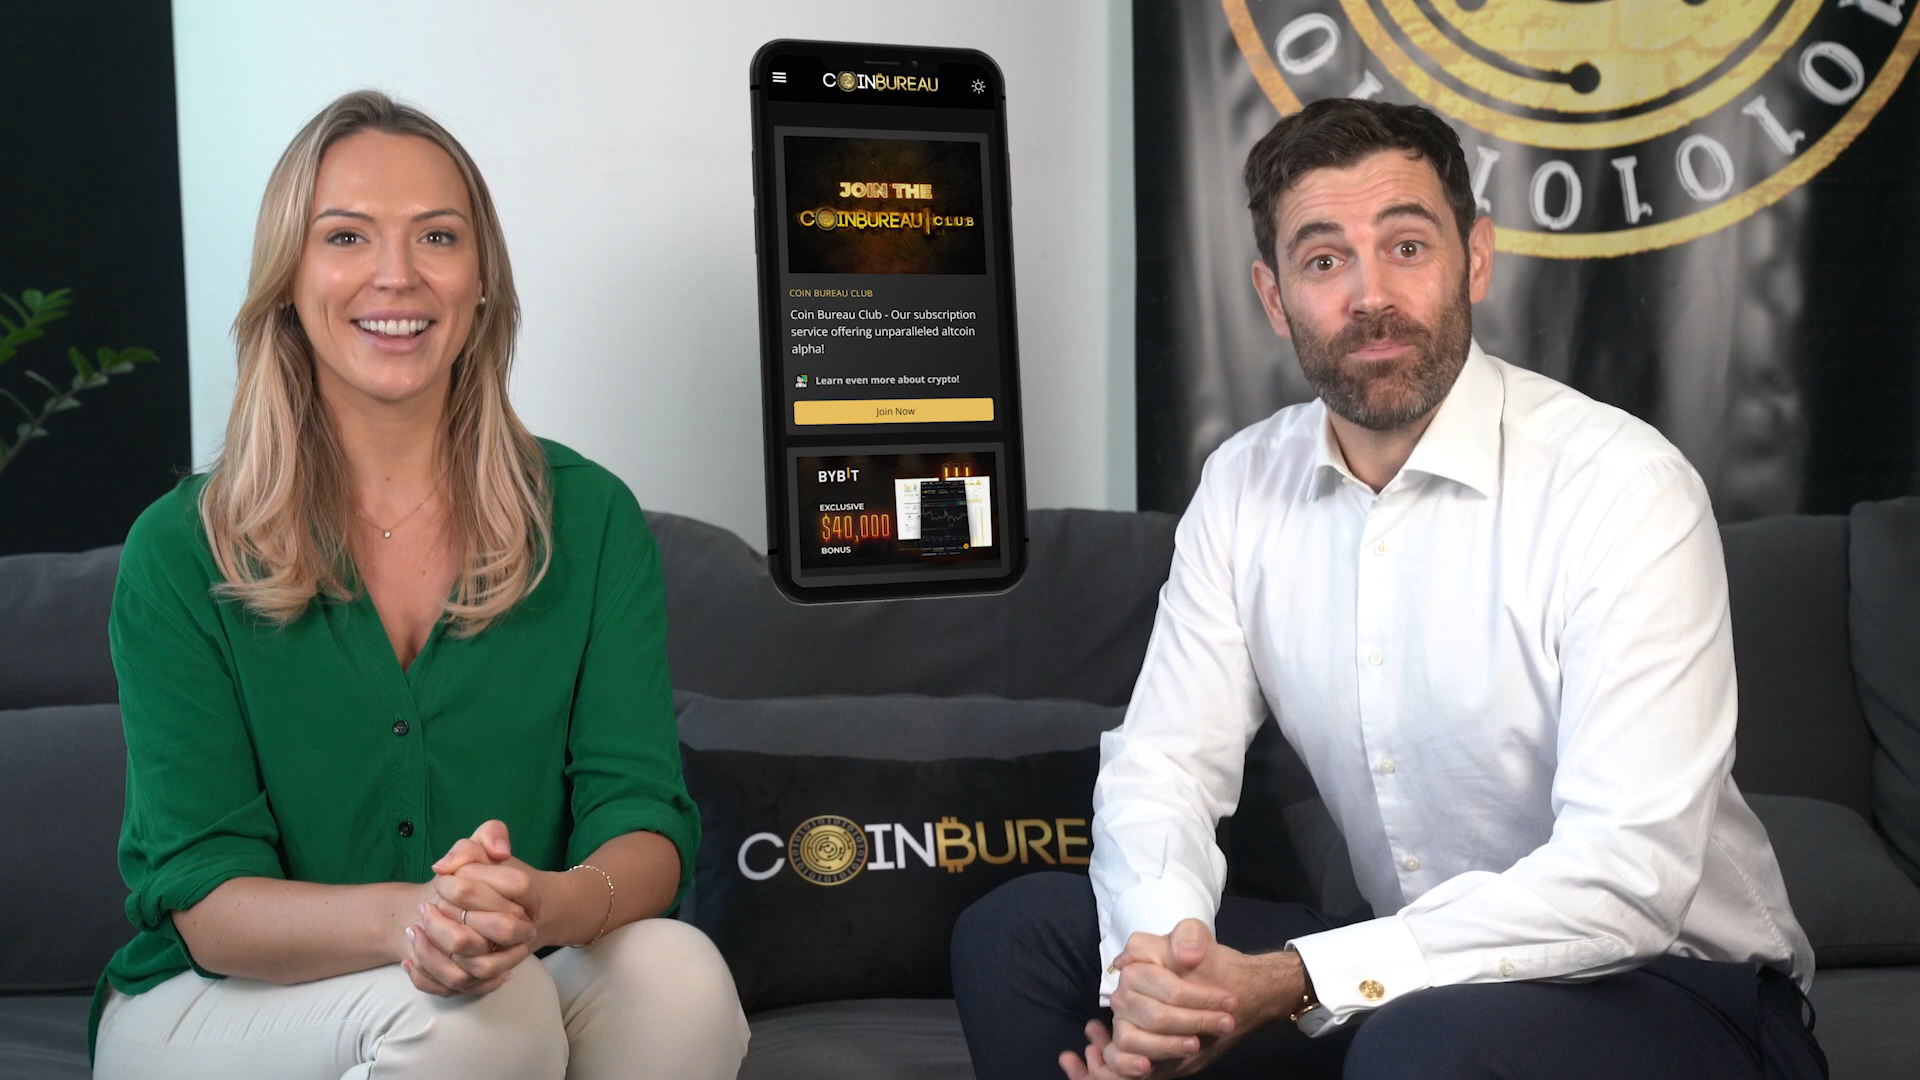 COINBUREAU
JOIN THE
COINBUREAU | CLUB
COIN BUREAU CLUB
Coin Bureau Club - Our subscription
service offering unparalleled altcoin
alpha!
Learn even more about crypto!
Join Now
BYBIT
EXCLUSIVE
$40,000
BONUS
COINBURE